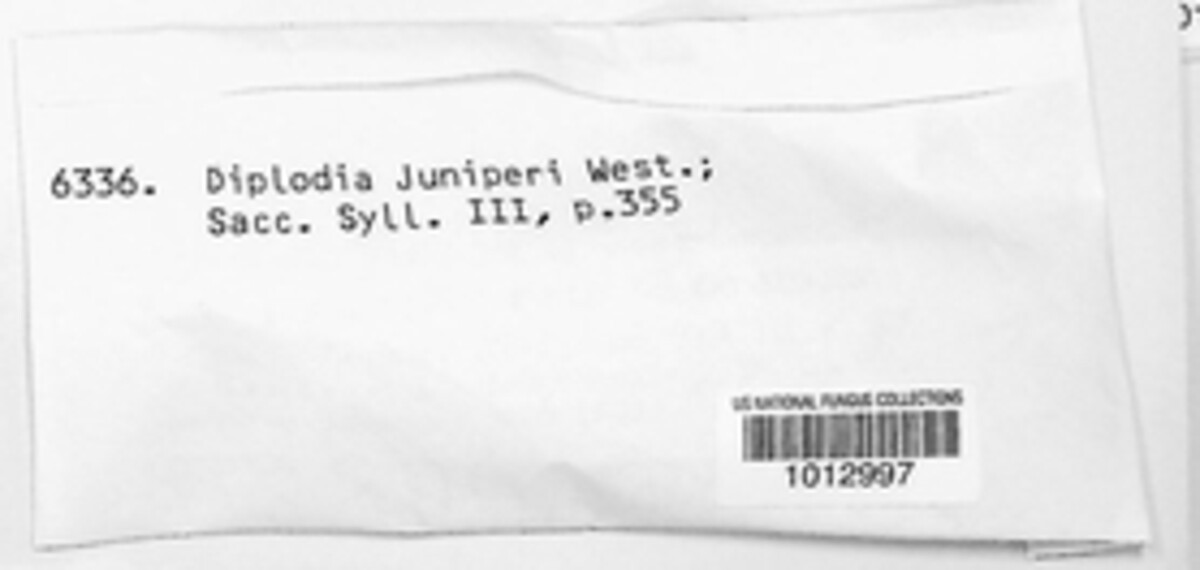 6336. Diplodia Juniperi West.;
Sacc. Syll. III, p.355
US NATIONAL FUNGUS COLLECTIONS
1012997